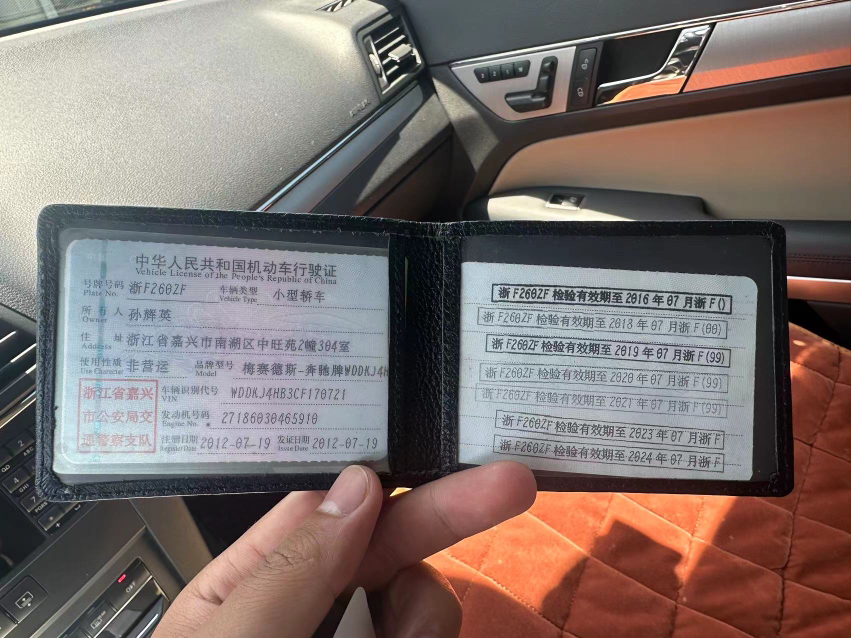 中华人民共和国机动车行驶证
Vehicle License of the People's Republic of China
号牌号码 浙F260ZF 车辆类型 小型轿车
Plate No. Vehicle Type
所有人 孙辉英
Owner
住址 浙江省嘉兴市南湖区中旺苑2幢304室
Address
使用性质 非营运 品牌型号 梅赛德斯-奔驰牌WDDKJ4H
Use Character Model
浙江省嘉兴
市公安局交
通警察支队
车辆识别代号 WDDKJ4HB3CF170721
VIN
发动机号码 27186030465910
Engine No.
注册日期 2012-07-19 发证日期 2012-07-19
Register Date Issue Date
浙F260ZF 检验有效期至2016年07月浙F()
浙F260ZF 检验有效期至2018年07月浙F(00)
浙F260ZF 检验有效期至2019年07月浙F(99)
浙F260ZF 检验有效期至2020年07月浙F(99)
浙F260ZF 检验有效期至2021年07月浙F(99)
浙F260ZF 检验有效期至2023年07月浙F
浙F260ZF 检验有效期至2024年07月浙F
OFF